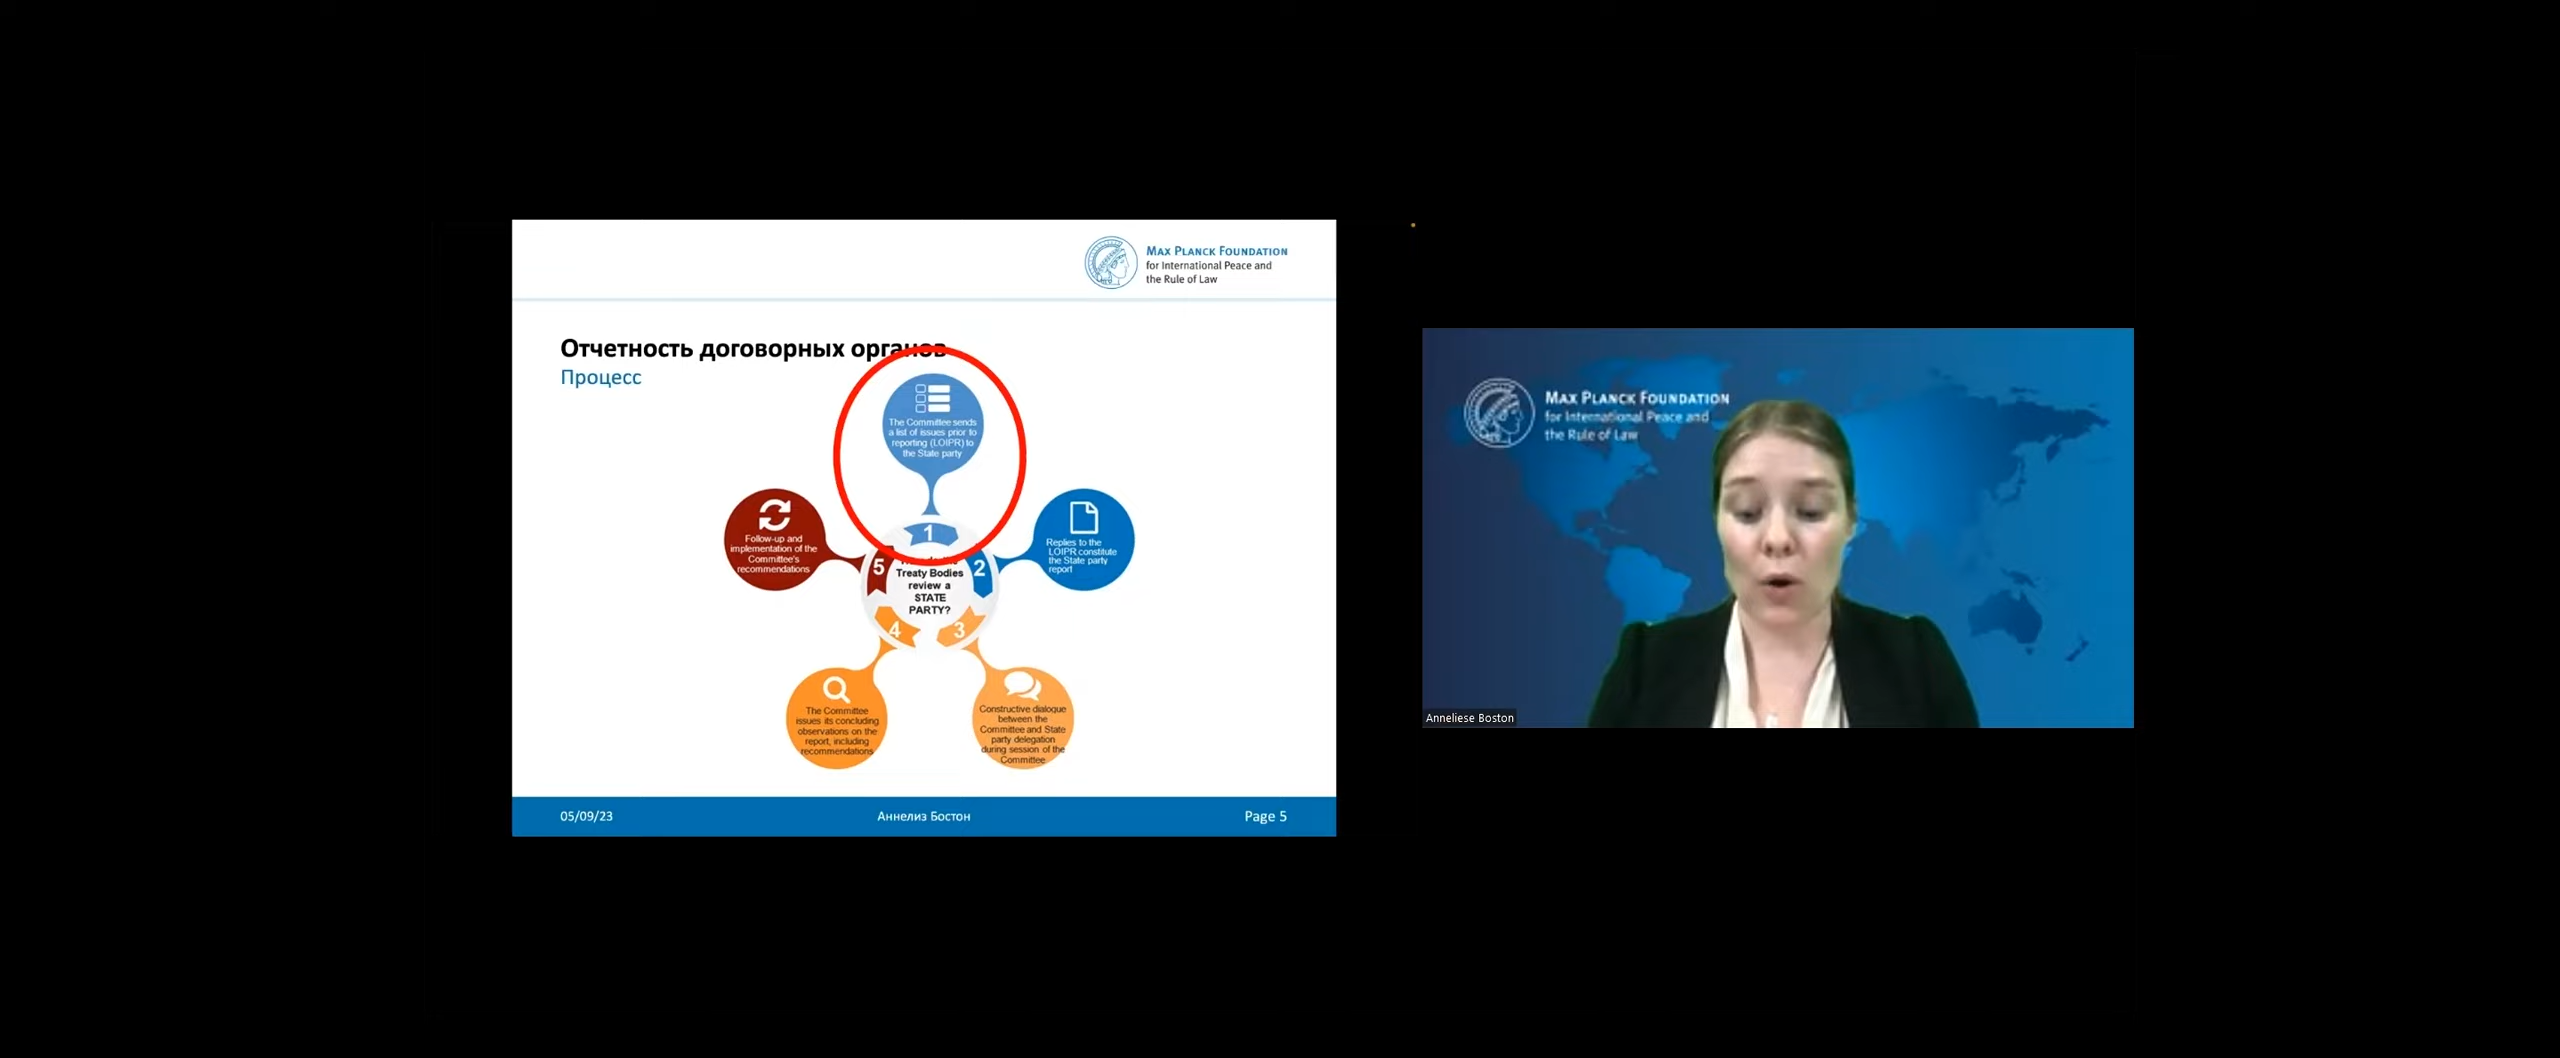 MAX PLANCK FOUNDATION
for International Peace and
the Rule of Law
Отчетность договорных органов
Процесс
The Committee sends
a list of issues prior to
reporting (LOIPR) to
the State party
1
Replies to the
LOIPR constitute
the State party
report
2
Constructive dialogue
between the
Committee and State
party delegation
during session of the
Committee
3
The Committee
issues its concluding
observations on the
report, including
recommendations
4
Follow-up and
implementation of the
Committee's
recommendations
5
Treaty Bodies
review a
STATE
PARTY?
05/09/23
Аннелиз Бостон
Page 5
MAX PLANCK FOUNDATION
for International Peace and
the Rule of Law
Anneliese Boston